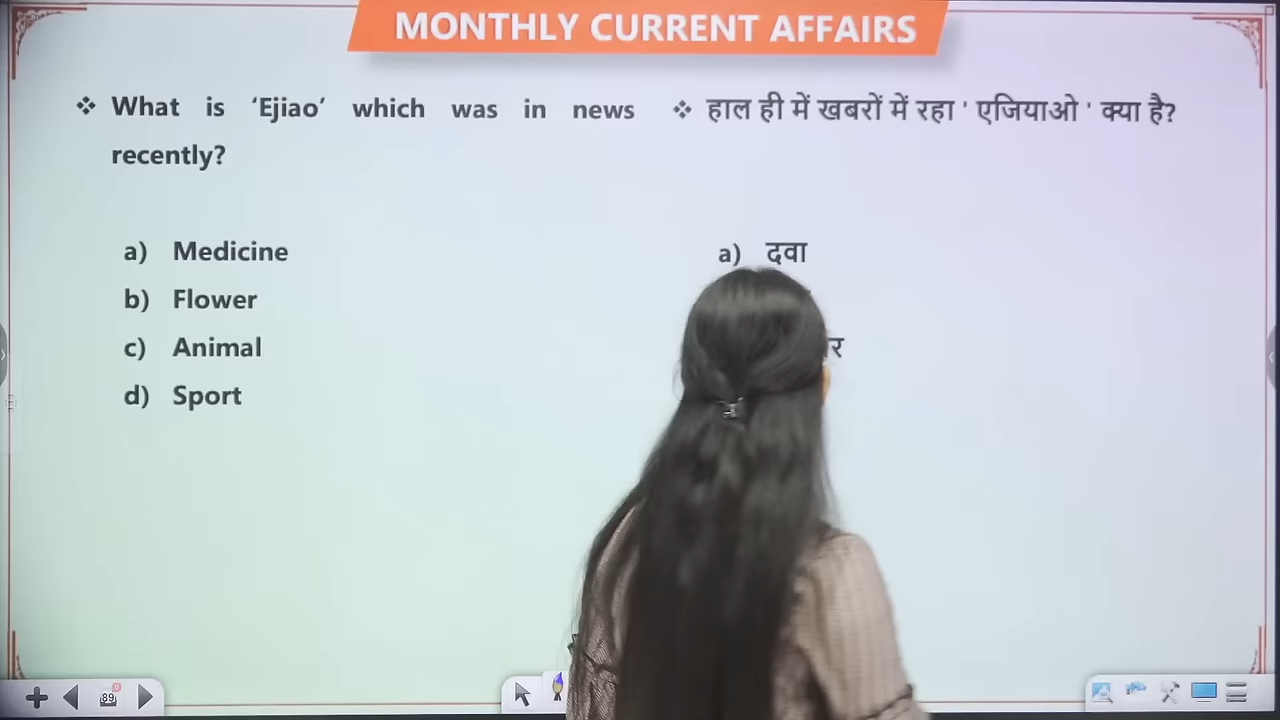 MONTHLY CURRENT AFFAIRS
❖ What is ‘Ejiao’ which was in news
recently?
a) Medicine
b) Flower
c) Animal
d) Sport
❖ हाल ही में खबरों में रहा ' एजियाओ ' क्या है?
a) दवा
89